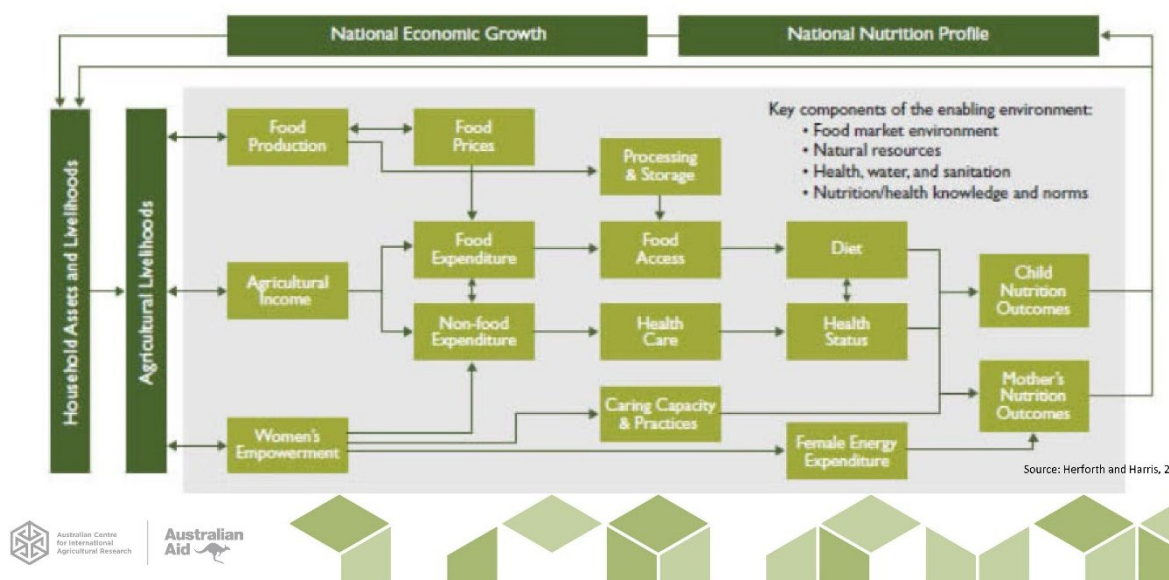 National Economic Growth
National Nutrition Profile
Household Assets and Livelihoods
Agricultural Livelihoods
Food
Production
Food
Prices
Processing
& Storage
Key components of the enabling environment:
• Food market environment
• Natural resources
• Health, water, and sanitation
• Nutrition/health knowledge and norms
Agricultural
Income
Food
Expenditure
Food
Access
Diet
Non-food
Expenditure
Health
Care
Health
Status
Child
Nutrition
Outcomes
Women's
Empowerment
Caring Capacity
& Practices
Female Energy
Expenditure
Mother's
Nutrition
Outcomes
Source: Herforth and Harris, 2
Australian Centre
for International
Agricultural Research
Australian
Aid